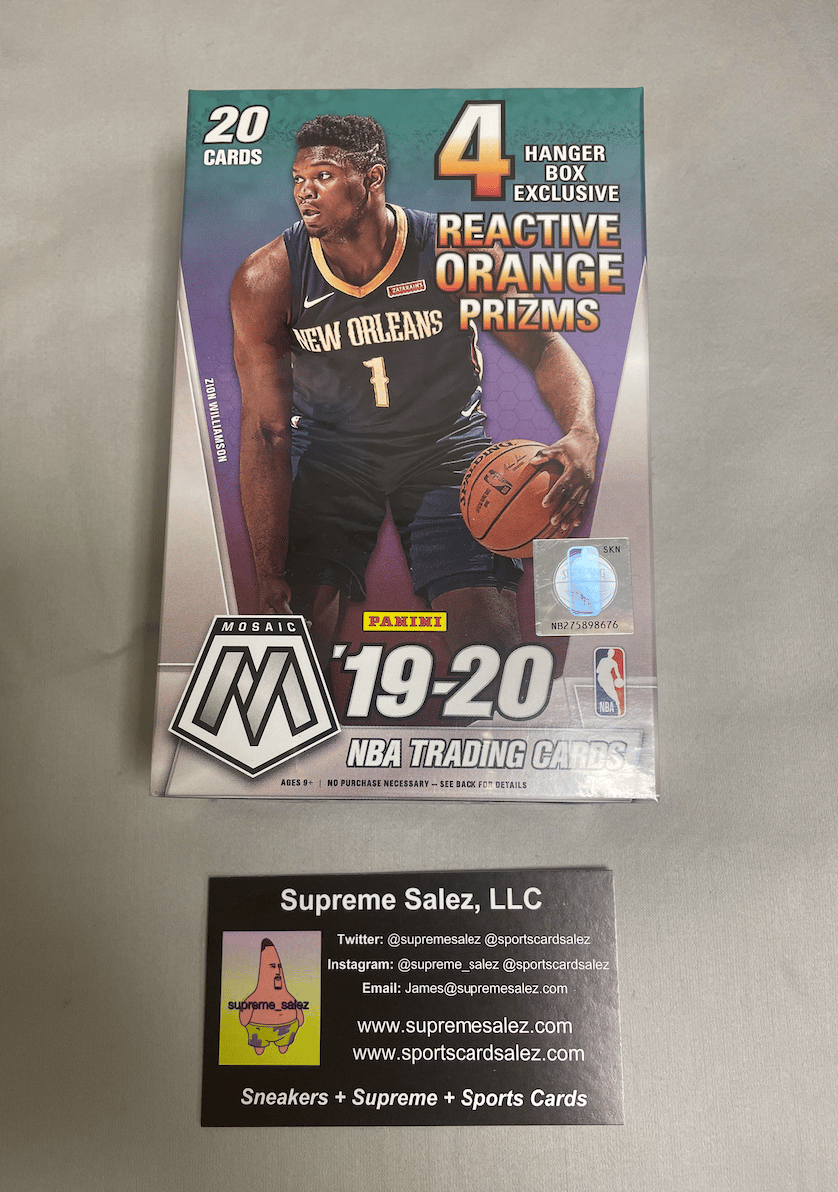 20
CARDS
4
HANGER
BOX
EXCLUSIVE
REACTIVE
ORANGE
PRIZMS
ZATARAIN'S
NEW ORLEANS
1
ZION WILLIAMSON
SPALDING
SKN
NB275898676
PANINI
MOSAIC
'19-20
NBA
NBA TRADING CARDS
AGES 9+ | NO PURCHASE NECESSARY – SEE BACK FOR DETAILS
Supreme Salez, LLC
Twitter: @supremesalez @sportscardsalez
Instagram: @supreme_salez @sportscardsalez
Email: James@supremesalez.com
supreme_salez
www.supremesalez.com
www.sportscardsalez.com
Sneakers + Supreme + Sports Cards